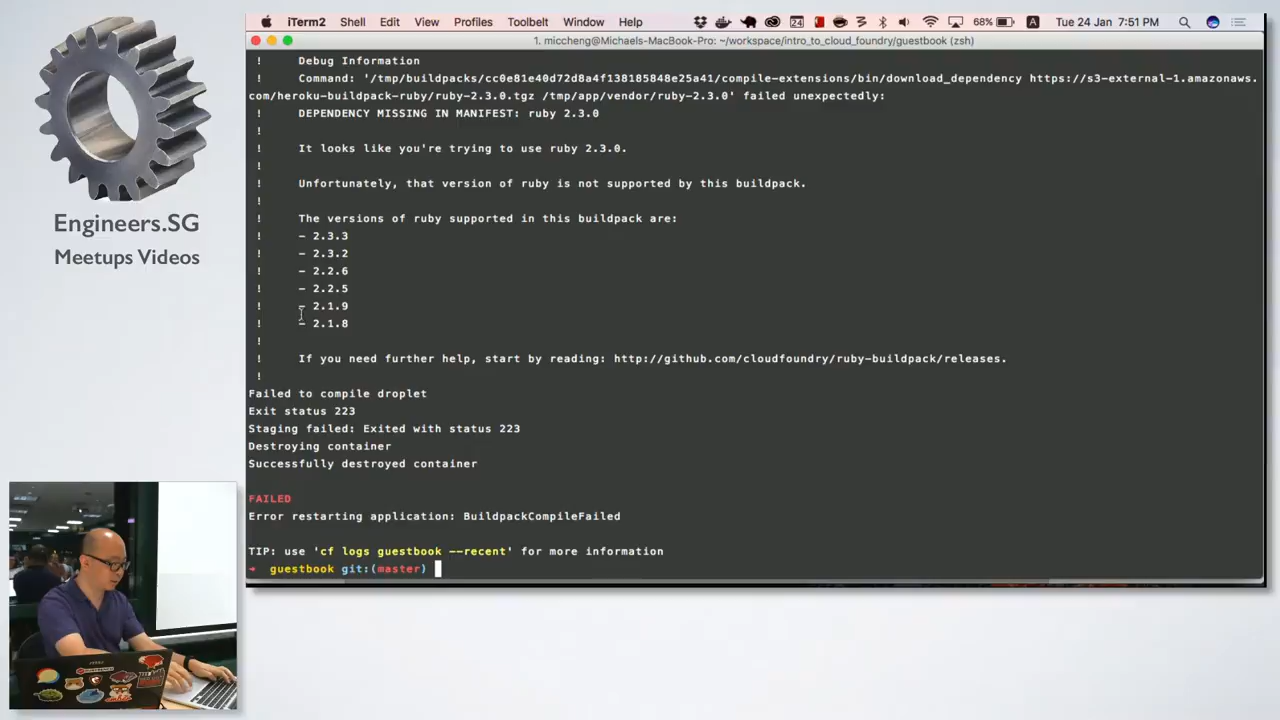 iTerm2 Shell Edit View Profiles Toolbelt Window Help 24 68% A Tue 24 Jan 7:51 PM
1. miccheng@Michaels-MacBook-Pro: ~/workspace/intro_to_cloud_foundry/guestbook (zsh)
! Debug Information
! Command: '/tmp/buildpacks/cc0e81e40d72d8a4f138185848e25a41/compile-extensions/bin/download_dependency https://s3-external-1.amazonaws.
com/heroku-buildpack-ruby/ruby-2.3.0.tgz /tmp/app/vendor/ruby-2.3.0' failed unexpectedly:
! DEPENDENCY MISSING IN MANIFEST: ruby 2.3.0
!
! It looks like you're trying to use ruby 2.3.0.
!
! Unfortunately, that version of ruby is not supported by this buildpack.
!
! The versions of ruby supported in this buildpack are:
! - 2.3.3
! - 2.3.2
! - 2.2.6
! - 2.2.5
! - 2.1.9
! - 2.1.8
!
! If you need further help, start by reading: http://github.com/cloudfoundry/ruby-buildpack/releases.
!
Failed to compile droplet
Exit status 223
Staging failed: Exited with status 223
Destroying container
Successfully destroyed container
FAILED
Error restarting application: BuildpackCompileFailed
TIP: use 'cf logs guestbook --recent' for more information
➜ guestbook git:(master)
Engineers.SG
Meetups Videos